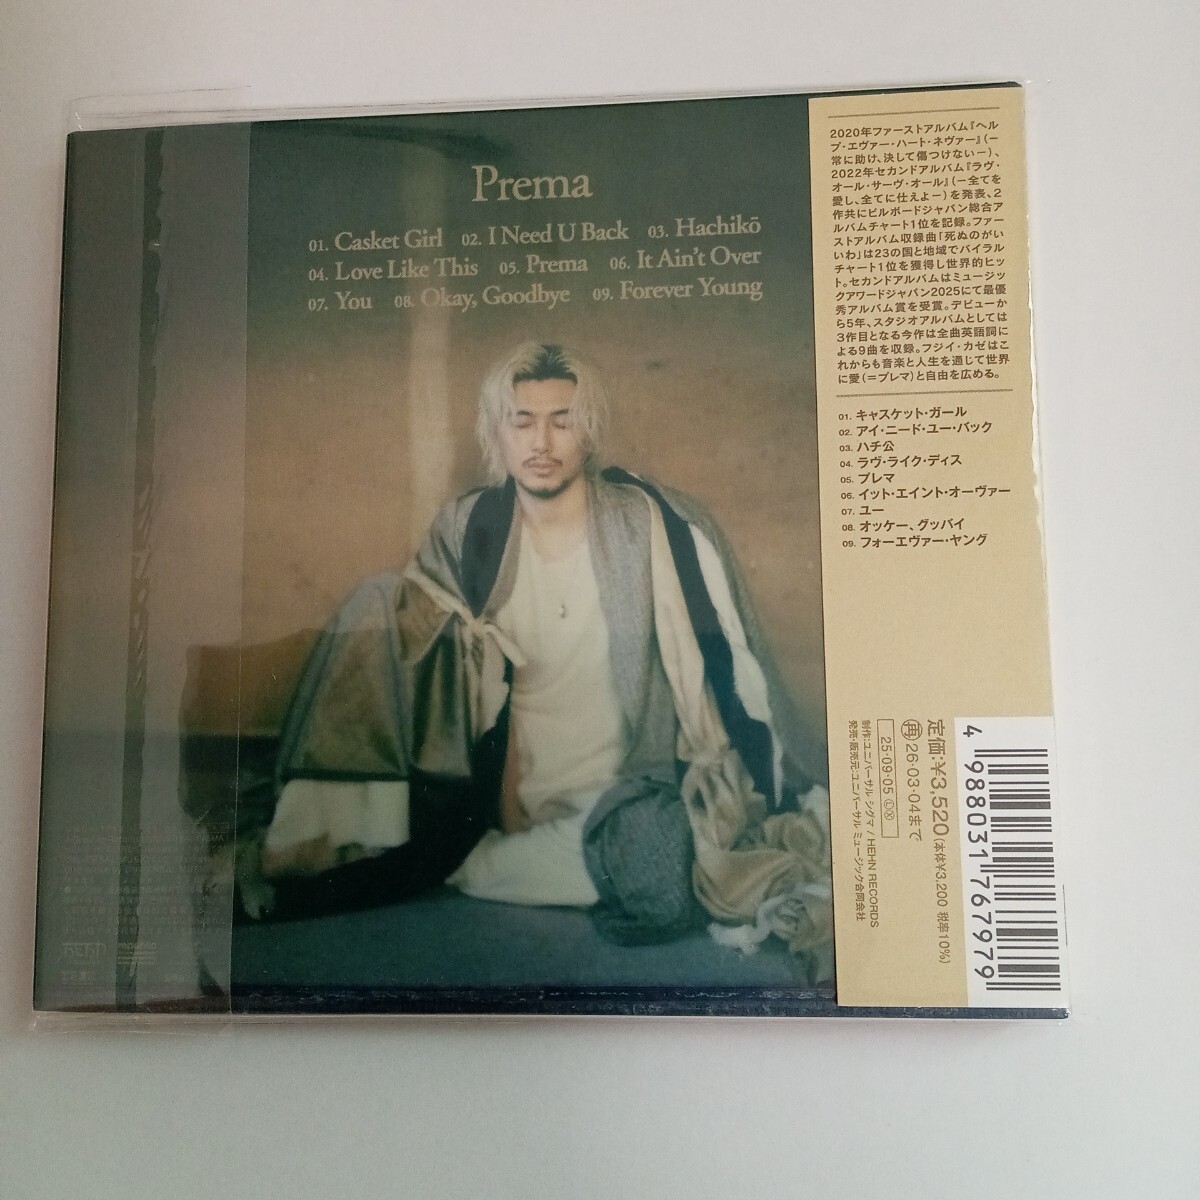 Prema
01. Casket Girl 02. I Need U Back 03. Hachikō
04. Love Like This 05. Prema 06. It Ain't Over
07. You 08. Okay, Goodbye 09. Forever Young
2020年ファーストアルバム『ヘル
プ・エヴァー・ハート・ネヴァー』(ー
常に助け、決して傷つけないー)、
2022年セカンドアルバム『ラヴ・
オール・サーヴ・オール』(ー全てを
愛し、全てに仕えよー)を発表、2
作共にビルボードジャパン総合ア
ルバムチャート1位を記録。ファー
ストアルバム収録曲「死ぬのがい
いわ」は23の国と地域でバイラル
チャート1位を獲得し世界的ヒッ
ト。セカンドアルバムはミュージッ
クアワードジャパン2025にて最優
秀アルバム賞を受賞。デビューか
ら5年、スタジオアルバムとしては
3作目となる今作は全曲英語詞に
よる9曲を収録。フジイ・カゼはこ
れからも音楽と人生を通じて世界
に愛(=プレマ)と自由を広める。
01. キャスケット・ガール
02. アイ・ニード・ユー・バック
03. ハチ公
04. ラヴ・ライク・ディス
05. プレマ
06. イット・エイント・オーヴァー
07. ユー
08. オッケー、グッバイ
09. フォーエヴァー・ヤング
4 988031 767979
定価:¥3,520(本体¥3,200 税率10%)
再 26・03・04まで
25・09・05
制作:ユニバーサル シグマ / HEHN RECORDS
発売・販売元:ユニバーサル ミュージック合同会社